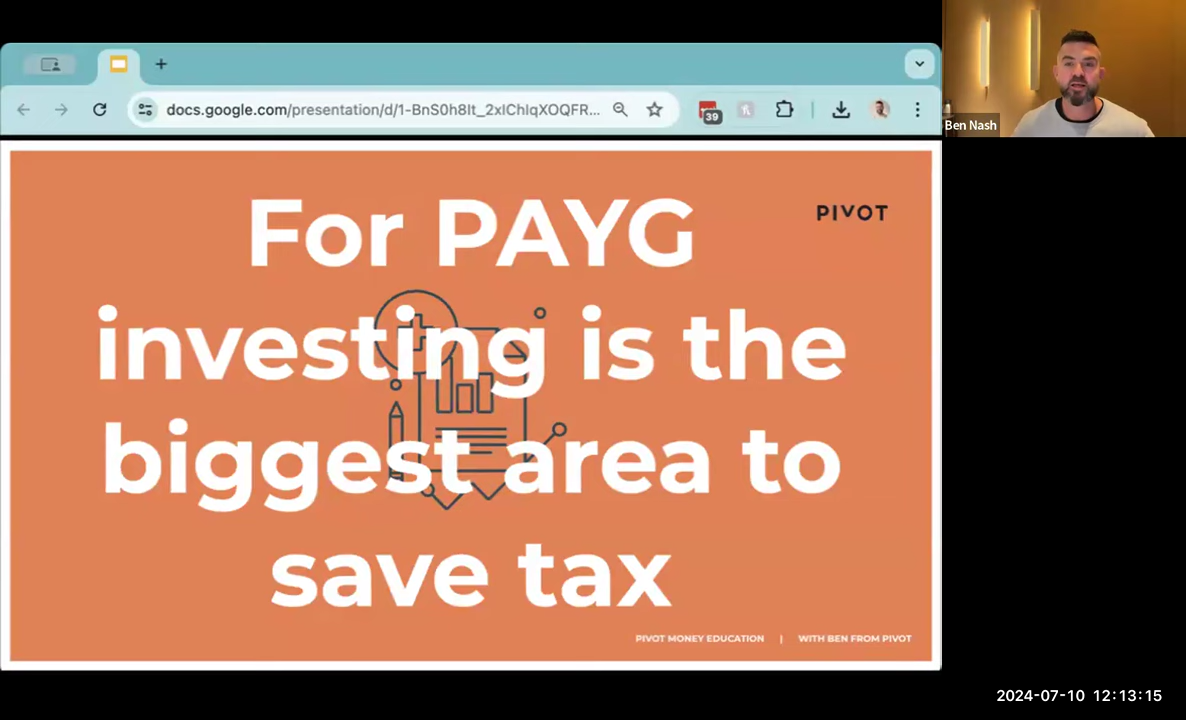 docs.google.com/presentation/d/1-BnS0h8It_2xIChlqXOQFR...
39
Ben Nash
For PAYG
PIVOT
investing is the
biggest area to
save tax
PIVOT MONEY EDUCATION | WITH BEN FROM PIVOT
2024-07-10 12:13:15